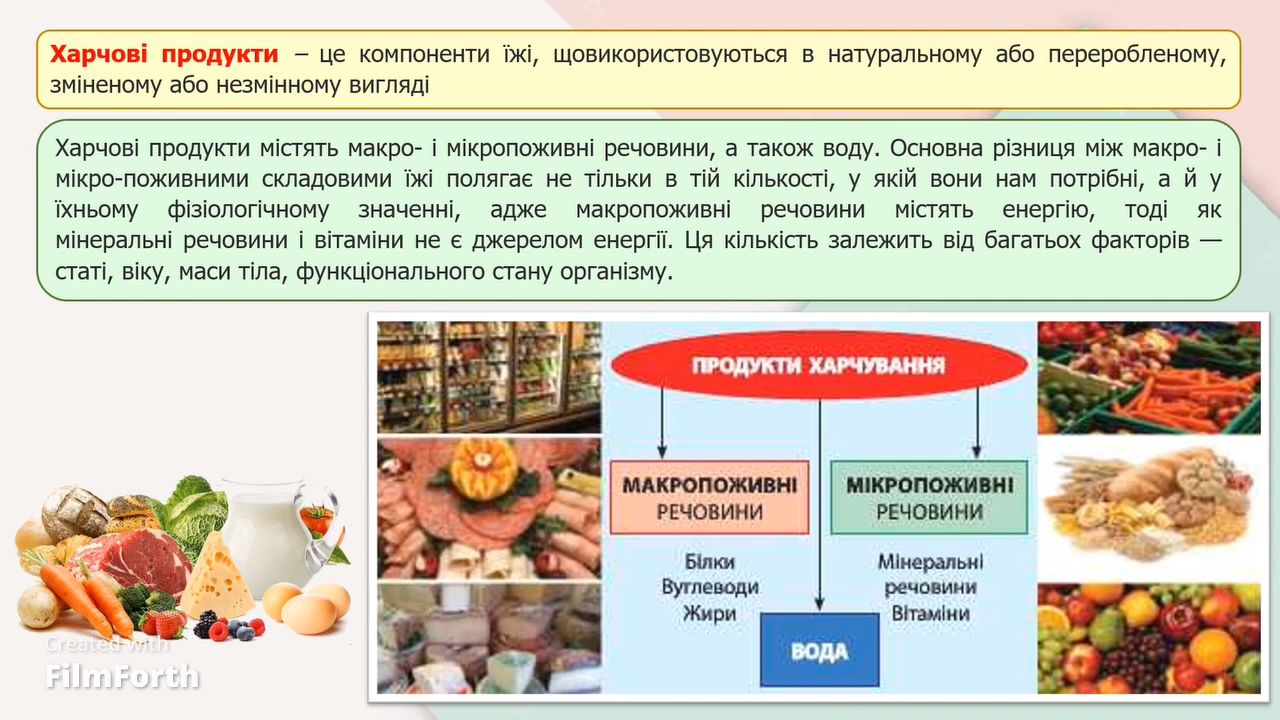 Харчові продукти – це компоненти їжі, щовикористовуються в натуральному або переробленому,
зміненому або незмінному вигляді
Харчові продукти містять макро- і мікропоживні речовини, а також воду. Основна різниця між макро- і
мікро-поживними складовими їжі полягає не тільки в тій кількості, у якій вони нам потрібні, а й у
їхньому фізіологічному значенні, адже макропоживні речовини містять енергію, тоді як
мінеральні речовини і вітаміни не є джерелом енергії. Ця кількість залежить від багатьох факторів —
статі, віку, маси тіла, функціонального стану організму.
ПРОДУКТИ ХАРЧУВАННЯ
МАКРОПОЖИВНІ
РЕЧОВИНИ
МІКРОПОЖИВНІ
РЕЧОВИНИ
Білки
Вуглеводи
Жири
Мінеральні
речовини
Вітаміни
ВОДА
Created with
FilmForth